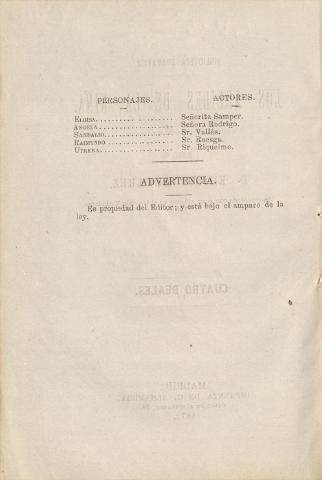 PERSONAJES. ACTORES.
ELOISA.................... Señorita Samper.
ANGELA.................... Señora Rodrigo.
SANDALIO.................. Sr. Vallés.
RAIMUNDO.................. Sr. Ruesga.
UTRERA.................... Sr. Riquelme.
ADVERTENCIA.
Es propiedad del Editor; y está bajo el amparo de la
ley.